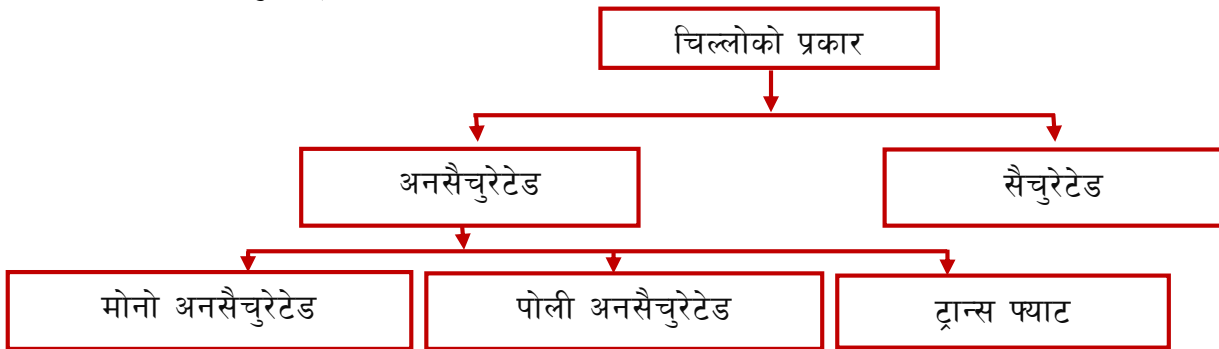 चिल्लोको प्रकार
अनसैचुरेटेड
सैचुरेटेड
मोनो अनसैचुरेटेड
पोली अनसैचुरेटेड
ट्रान्स फ्याट